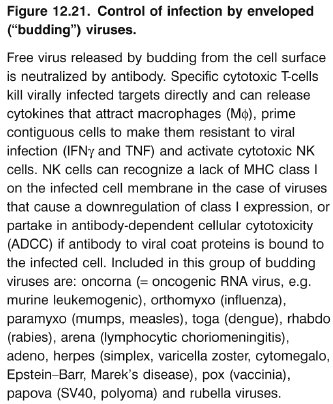 Figure 12.21. Control of infection by enveloped
(“budding”) viruses.
Free virus released by budding from the cell surface
is neutralized by antibody. Specific cytotoxic T-cells
kill virally infected targets directly and can release
cytokines that attract macrophages (Mϕ), prime
contiguous cells to make them resistant to viral
infection (IFNγ and TNF) and activate cytotoxic NK
cells. NK cells can recognize a lack of MHC class I
on the infected cell membrane in the case of viruses
that cause a downregulation of class I expression, or
partake in antibody-dependent cellular cytotoxicity
(ADCC) if antibody to viral coat proteins is bound to
the infected cell. Included in this group of budding
viruses are: oncorna (= oncogenic RNA virus, e.g.
murine leukemogenic), orthomyxo (influenza),
paramyxo (mumps, measles), toga (dengue), rhabdo
(rabies), arena (lymphocytic choriomeningitis),
adeno, herpes (simplex, varicella zoster, cytomegalo,
Epstein–Barr, Marek's disease), pox (vaccinia),
papova (SV40, polyoma) and rubella viruses.